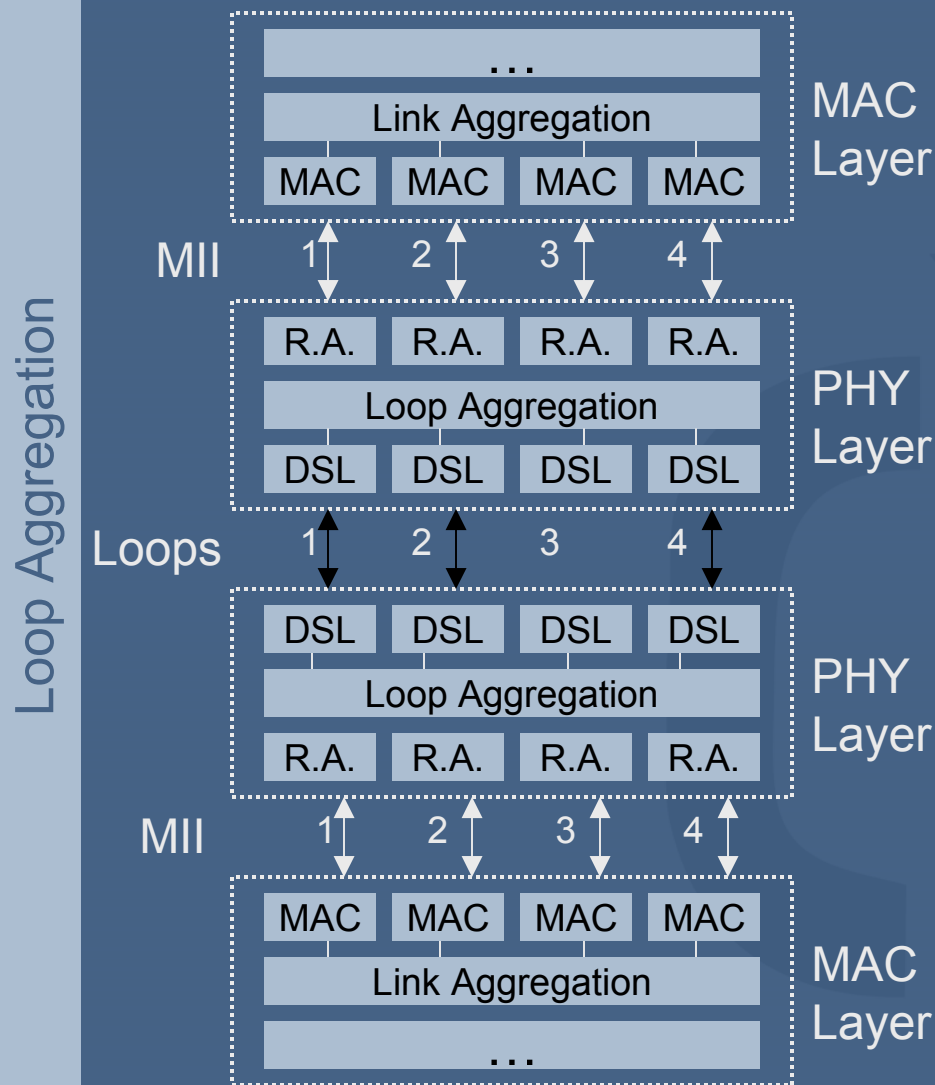 Loop Aggregation
...
Link Aggregation
MAC MAC MAC MAC
MAC
Layer
MII 1 2 3 4
R.A. R.A. R.A. R.A.
Loop Aggregation
DSL DSL DSL DSL
PHY
Layer
Loops 1 2 3 4
DSL DSL DSL DSL
Loop Aggregation
R.A. R.A. R.A. R.A.
PHY
Layer
MII 1 2 3 4
MAC MAC MAC MAC
Link Aggregation
...
MAC
Layer